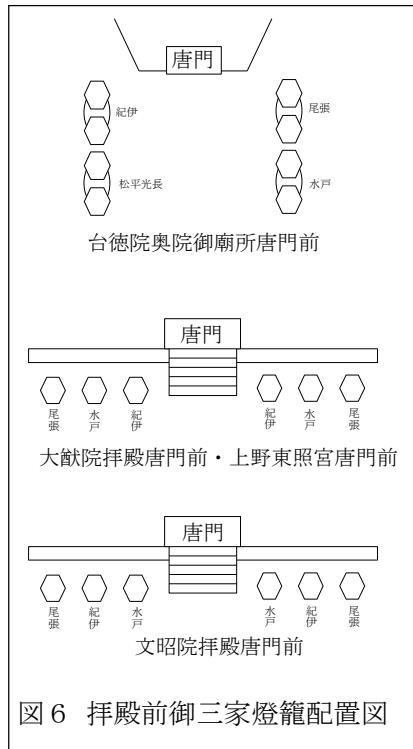 唐門
紀伊
尾張
松平光長
水戸
台徳院奥院御廟所唐門前
唐門
尾張
水戸
紀伊
紀伊
水戸
尾張
大猷院拝殿唐門前・上野東照宮唐門前
唐門
尾張
紀伊
水戸
水戸
紀伊
尾張
文昭院拝殿唐門前
図6 拝殿前御三家燈籠配置図